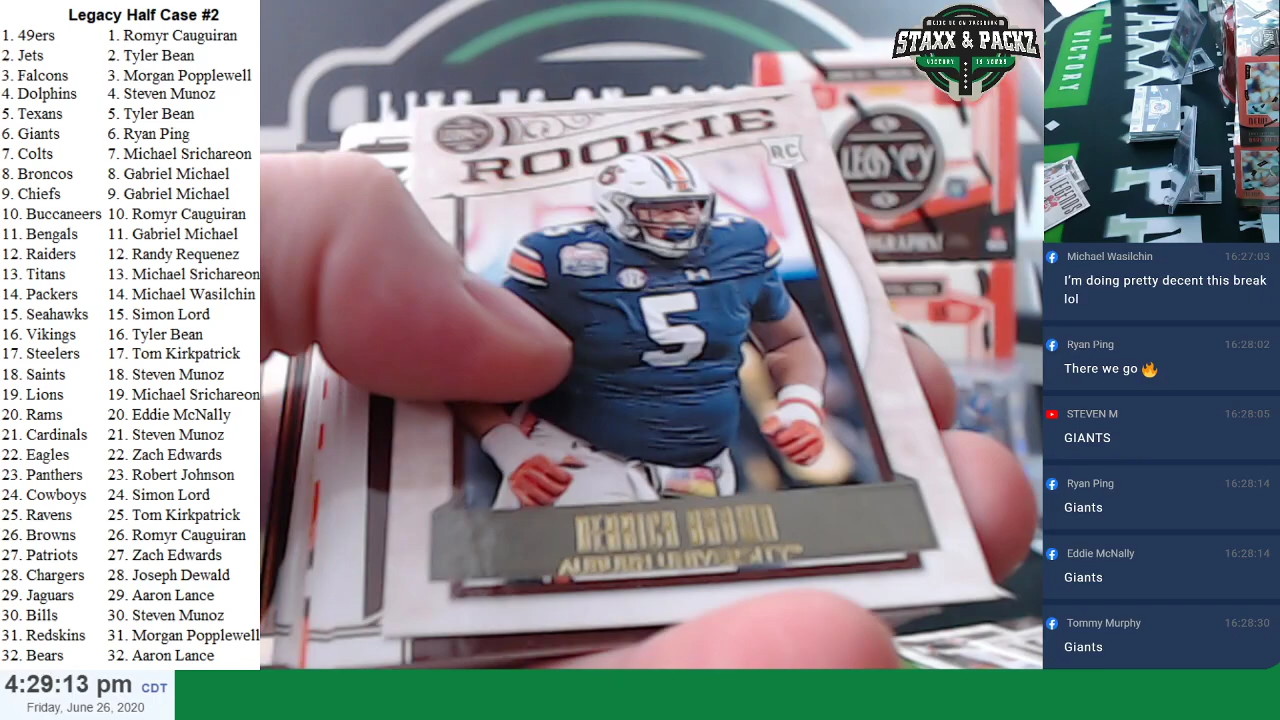 Legacy Half Case #2
1. 49ers 1. Romyr Cauguiran
2. Jets 2. Tyler Bean
3. Falcons 3. Morgan Popplewell
4. Dolphins 4. Steven Munoz
5. Texans 5. Tyler Bean
6. Giants 6. Ryan Ping
7. Colts 7. Michael Srichareon
8. Broncos 8. Gabriel Michael
9. Chiefs 9. Gabriel Michael
10. Buccaneers 10. Romyr Cauguiran
11. Bengals 11. Gabriel Michael
12. Raiders 12. Randy Requenez
13. Titans 13. Michael Srichareon
14. Packers 14. Michael Wasilchin
15. Seahawks 15. Simon Lord
16. Vikings 16. Tyler Bean
17. Steelers 17. Tom Kirkpatrick
18. Saints 18. Steven Munoz
19. Lions 19. Michael Srichareon
20. Rams 20. Eddie McNally
21. Cardinals 21. Steven Munoz
22. Eagles 22. Zach Edwards
23. Panthers 23. Robert Johnson
24. Cowboys 24. Simon Lord
25. Ravens 25. Tom Kirkpatrick
26. Browns 26. Romyr Cauguiran
27. Patriots 27. Zach Edwards
28. Chargers 28. Joseph Dewald
29. Jaguars 29. Aaron Lance
30. Bills 30. Steven Munoz
31. Redskins 31. Morgan Popplewell
32. Bears 32. Aaron Lance
4:29:13 pm CDT
Friday, June 26, 2020
ROOKIE
RC
5
DERRICK BROWN
AUBURN UNIVERSITY
LEGACY
STAXX & PACKZ
VICTORY IS YOURS
VICTORY
LEGENDS
Michael Wasilchin 16:27:03
I'm doing pretty decent this break
lol
Ryan Ping 16:28:02
There we go 🔥
STEVEN M 16:28:05
GIANTS
Ryan Ping 16:28:14
Giants
Eddie McNally 16:28:14
Giants
Tommy Murphy 16:28:30
Giants